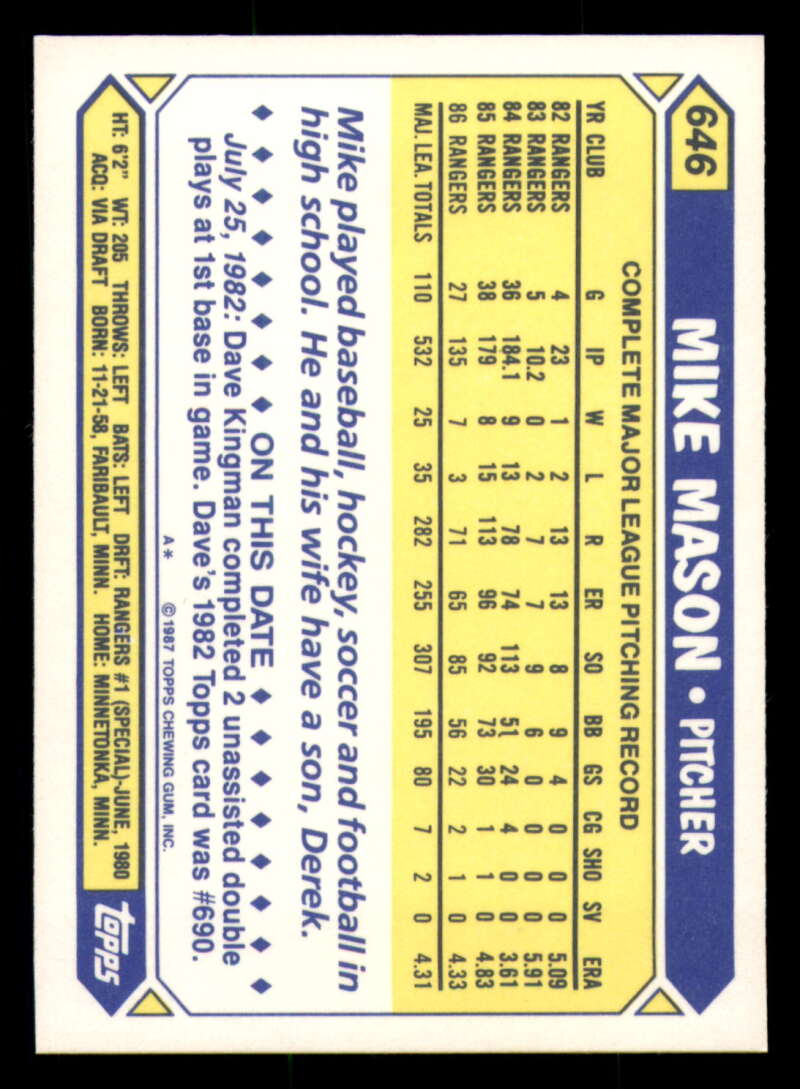 646 MIKE MASON • PITCHER
COMPLETE MAJOR LEAGUE PITCHING RECORD
YR CLUB G IP W L R ER SO BB GS CG SHO SV ERA
82 RANGERS 4 23 1 2 13 13 8 9 4 0 0 0 5.09
83 RANGERS 5 10.2 0 2 7 7 9 6 0 0 0 0 5.91
84 RANGERS 36 184.1 9 13 78 74 113 51 24 4 0 0 3.61
85 RANGERS 38 179 8 15 113 96 92 73 30 1 1 0 4.83
86 RANGERS 27 135 7 3 71 65 85 56 22 2 1 0 4.33
MAJ. LEA. TOTALS 110 532 25 35 282 255 307 195 80 7 2 0 4.31
Mike played baseball, hockey, soccer and football in
high school. He and his wife have a son, Derek.
ON THIS DATE
July 25, 1982: Dave Kingman completed 2 unassisted double
plays at 1st base in game. Dave's 1982 Topps card was #690.
A* ©1987 TOPPS CHEWING GUM, INC.
HT: 6'2" WT: 205 THROWS: LEFT BATS: LEFT DRFT: RANGERS #1 (SPECIAL)-JUNE, 1980
ACQ: VIA DRAFT BORN: 11-21-58, FARIBAULT, MINN. HOME: MINNETONKA, MINN.
topps